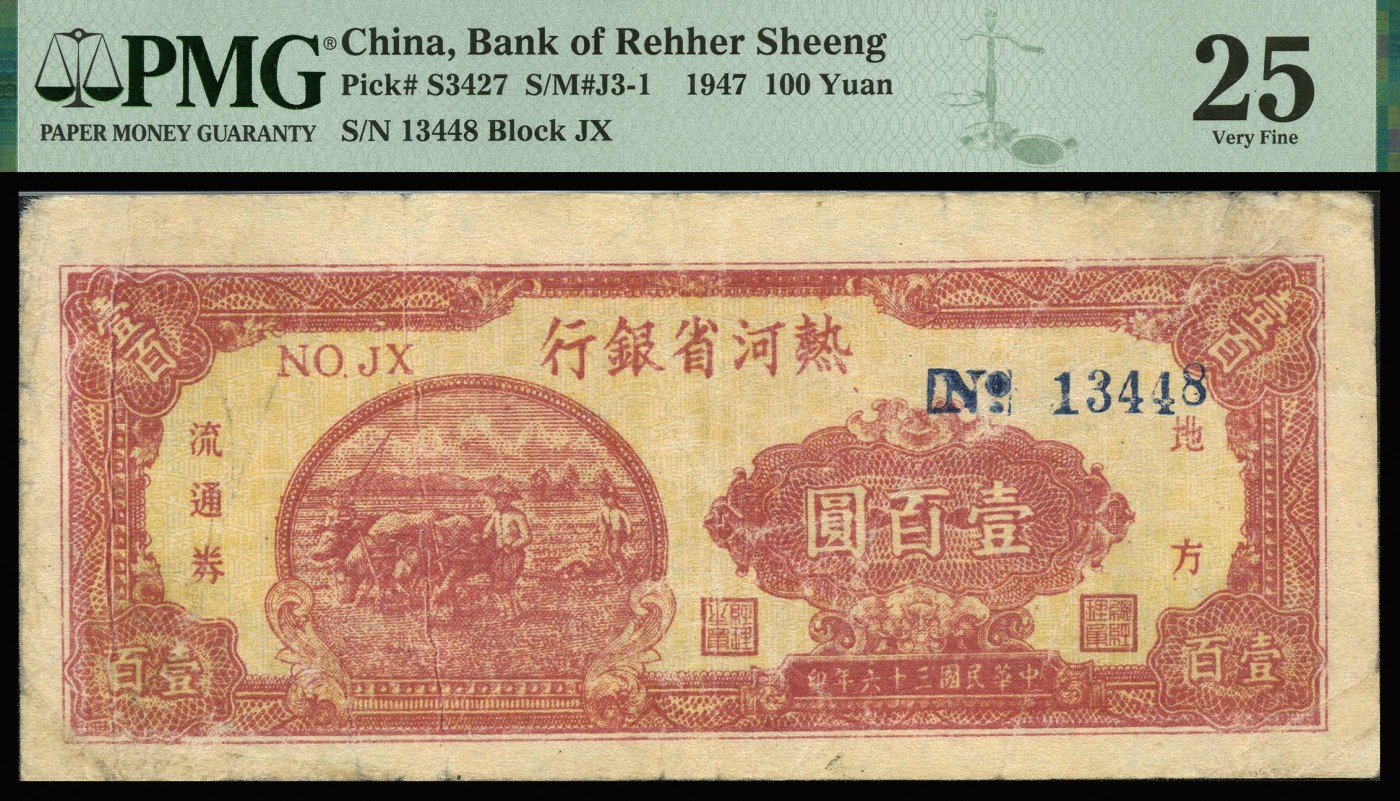 PMG® China, Bank of Rehher Sheeng
Pick# S3427 S/M#J3-1 1947 100 Yuan
PAPER MONEY GUARANTY S/N 13448 Block JX
25
Very Fine
行銀省河熱
NO. JX
No 13448
壹百
壹百
流通券
地方
圓百壹
印年六十三國民華中
百壹
百壹